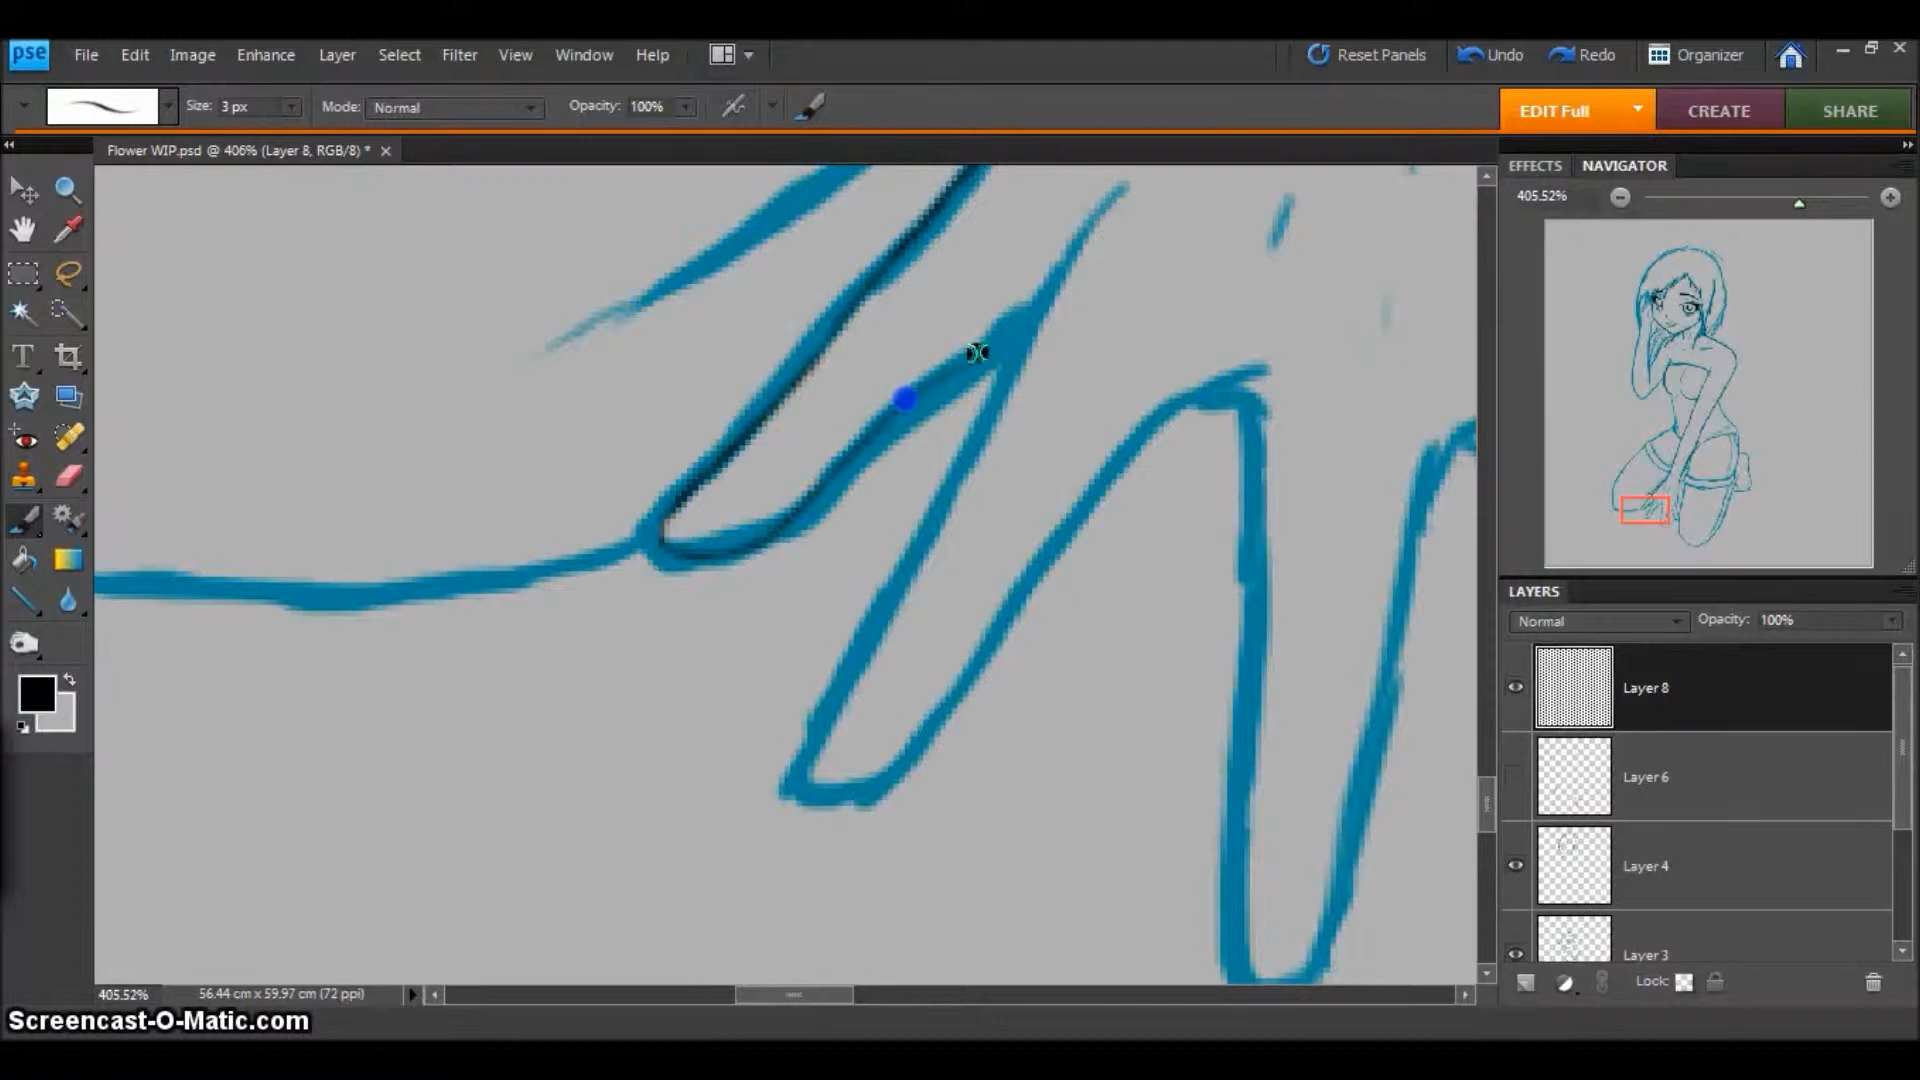 pse File Edit Image Enhance Layer Select Filter View Window Help Reset Panels Undo Redo Organizer
Size: 3 px Mode: Normal Opacity: 100% EDIT Full CREATE SHARE
Flower WIP.psd @ 406% (Layer 8, RGB/8) *
EFFECTS NAVIGATOR
405.52%
LAYERS
Normal Opacity: 100%
Layer 8
Layer 6
Layer 4
Layer 3
Lock:
405.52% 56.44 cm x 59.97 cm (72 ppi)
Screencast-O-Matic.com